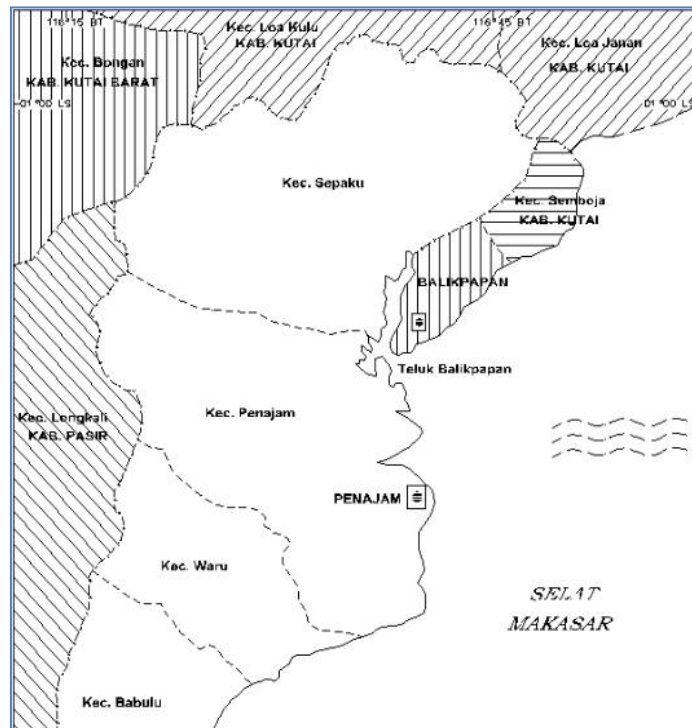 116°15 BT
Kec. Loa Kulu
KAB. KUTAI
116°45 BT
Kec. Loa Janan
KAB. KUTAI
Kec. Bongan
KAB. KUTAI BARAT
01°00 LS
01°00 LS
Kec. Sepaku
Kec. Semboja
KAB. KUTAI
BALIKPAPAN
Teluk Balikpapan
Kec. Longkali
KAB. PASIR
Kec. Penajam
PENAJAM
Kec. Waru
SELAT
MAKASAR
Kec. Babulu